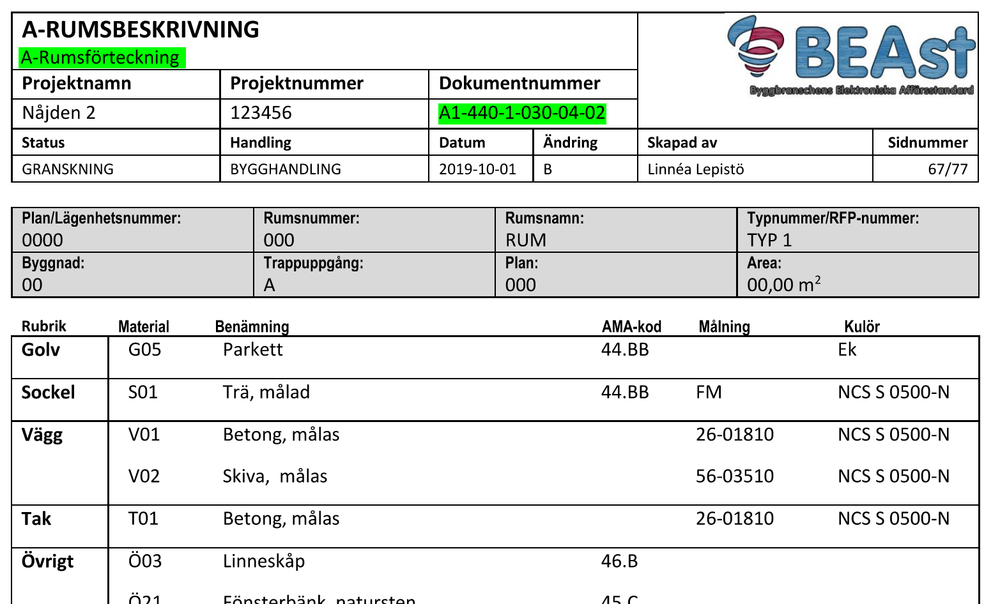 A-RUMSBESKRIVNING
A-Rumsförteckning
BEAst
Byggbranschens Elektroniska Affärsstandard
Projektnamn Projektnummer Dokumentnummer
Nåjden 2 123456 A1-440-1-030-04-02
Status Handling Datum Ändring Skapad av Sidnummer
GRANSKNING BYGGHANDLING 2019-10-01 B Linnéa Lepistö 67/77
Plan/Lägenhetsnummer: Rumsnummer: Rumsnamn: Typnummer/RFP-nummer:
0000 000 RUM TYP 1
Byggnad: Trappuppgång: Plan: Area:
00 A 000 00,00 m²
Rubrik Material Benämning AMA-kod Målning Kulör
Golv G05 Parkett 44.BB Ek
Sockel S01 Trä, målad 44.BB FM NCS S 0500-N
Vägg V01 Betong, målas 26-01810 NCS S 0500-N
V02 Skiva, målas 56-03510 NCS S 0500-N
Tak T01 Betong, målas 26-01810 NCS S 0500-N
Övrigt Ö03 Linneskåp 46.B
Ö21 Fönsterbänk, natursten 45.C